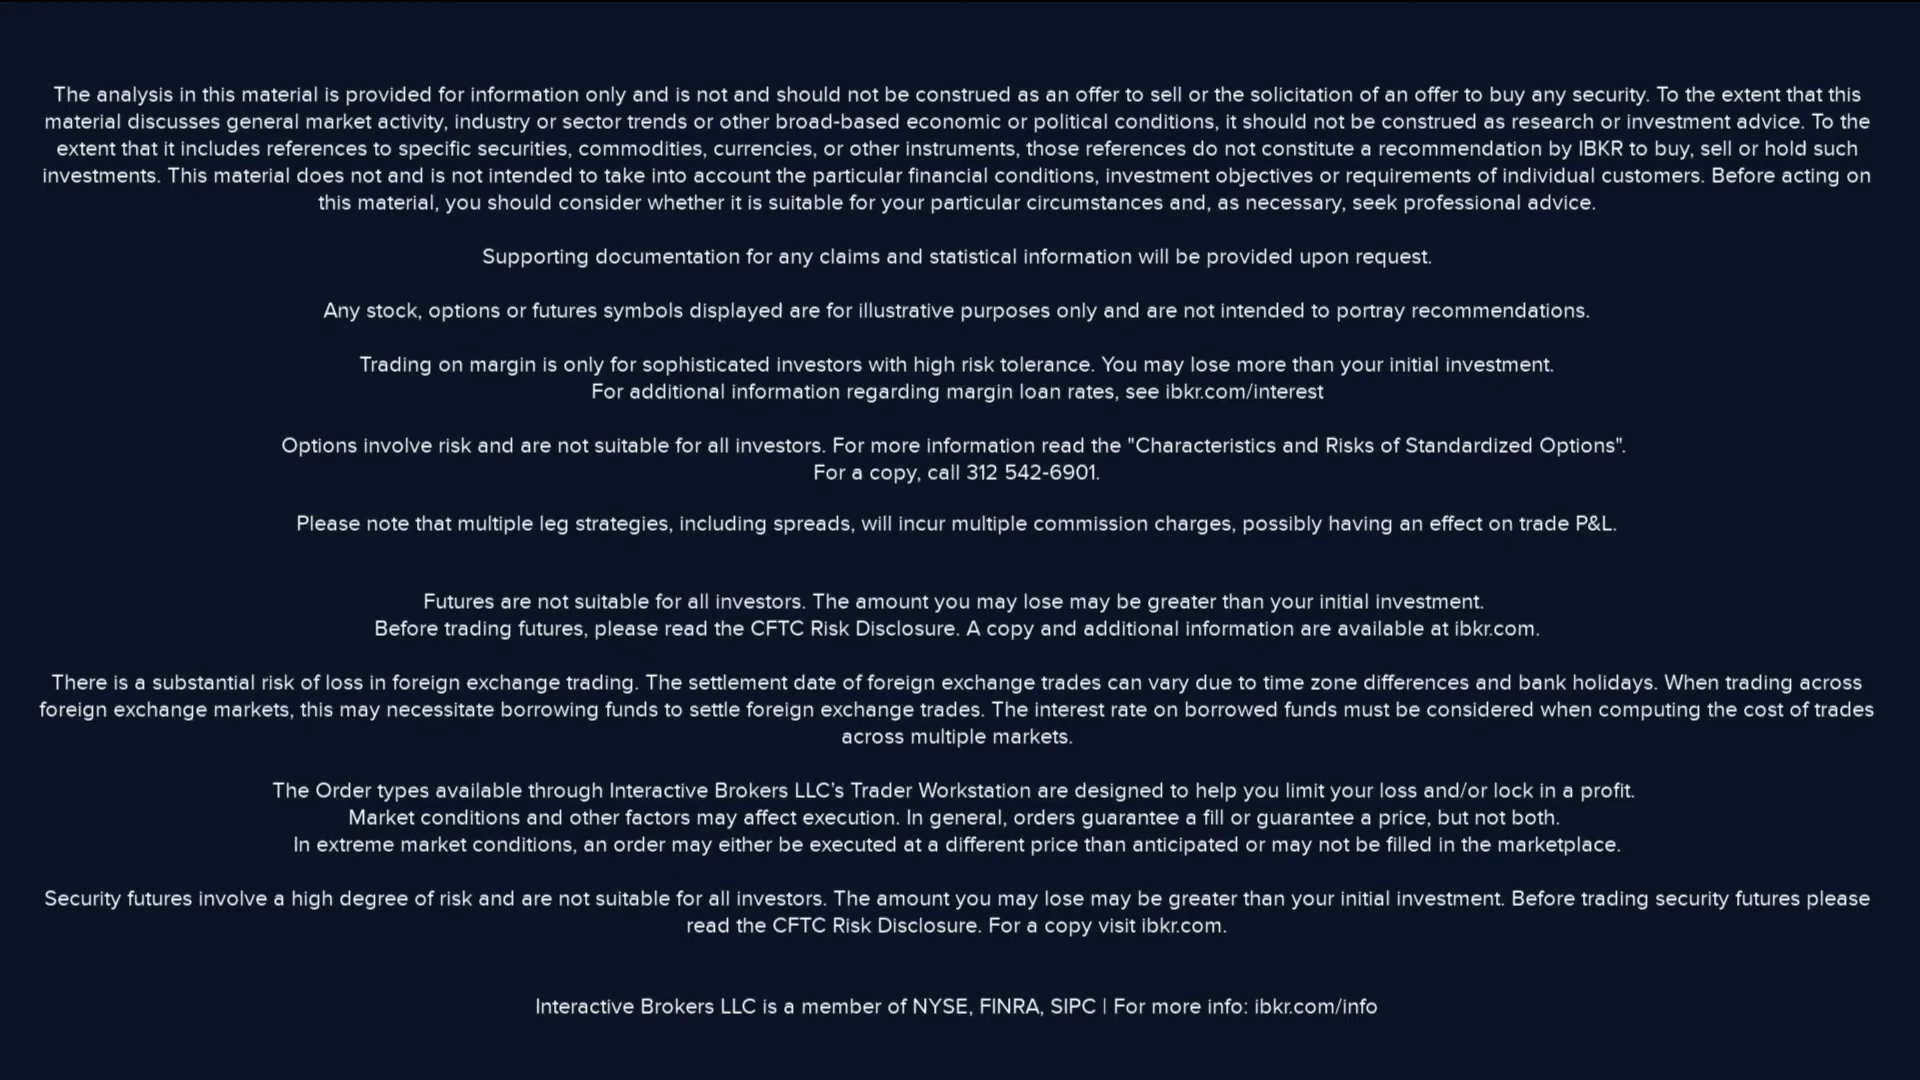 The analysis in this material is provided for information only and is not and should not be construed as an offer to sell or the solicitation of an offer to buy any security. To the extent that this
material discusses general market activity, industry or sector trends or other broad-based economic or political conditions, it should not be construed as research or investment advice. To the
extent that it includes references to specific securities, commodities, currencies, or other instruments, those references do not constitute a recommendation by IBKR to buy, sell or hold such
investments. This material does not and is not intended to take into account the particular financial conditions, investment objectives or requirements of individual customers. Before acting on
this material, you should consider whether it is suitable for your particular circumstances and, as necessary, seek professional advice.
Supporting documentation for any claims and statistical information will be provided upon request.
Any stock, options or futures symbols displayed are for illustrative purposes only and are not intended to portray recommendations.
Trading on margin is only for sophisticated investors with high risk tolerance. You may lose more than your initial investment.
For additional information regarding margin loan rates, see ibkr.com/interest
Options involve risk and are not suitable for all investors. For more information read the "Characteristics and Risks of Standardized Options".
For a copy, call 312 542-6901.
Please note that multiple leg strategies, including spreads, will incur multiple commission charges, possibly having an effect on trade P&L.
Futures are not suitable for all investors. The amount you may lose may be greater than your initial investment.
Before trading futures, please read the CFTC Risk Disclosure. A copy and additional information are available at ibkr.com.
There is a substantial risk of loss in foreign exchange trading. The settlement date of foreign exchange trades can vary due to time zone differences and bank holidays. When trading across
foreign exchange markets, this may necessitate borrowing funds to settle foreign exchange trades. The interest rate on borrowed funds must be considered when computing the cost of trades
across multiple markets.
The Order types available through Interactive Brokers LLC’s Trader Workstation are designed to help you limit your loss and/or lock in a profit.
Market conditions and other factors may affect execution. In general, orders guarantee a fill or guarantee a price, but not both.
In extreme market conditions, an order may either be executed at a different price than anticipated or may not be filled in the marketplace.
Security futures involve a high degree of risk and are not suitable for all investors. The amount you may lose may be greater than your initial investment. Before trading security futures please
read the CFTC Risk Disclosure. For a copy visit ibkr.com.
Interactive Brokers LLC is a member of NYSE, FINRA, SIPC | For more info: ibkr.com/info